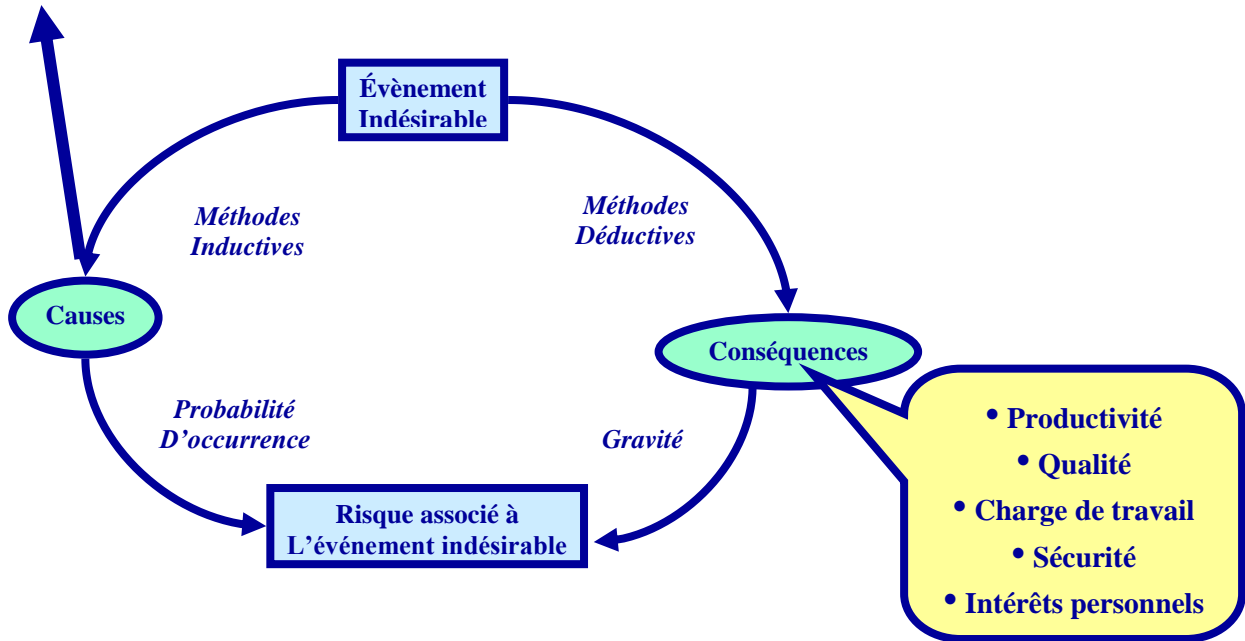 Évènement
Indésirable
Méthodes
Inductives
Méthodes
Déductives
Causes
Conséquences
Probabilité
D’occurrence
Gravité
Risque associé à
L’événement indésirable
• Productivité
• Qualité
• Charge de travail
• Sécurité
• Intérêts personnels